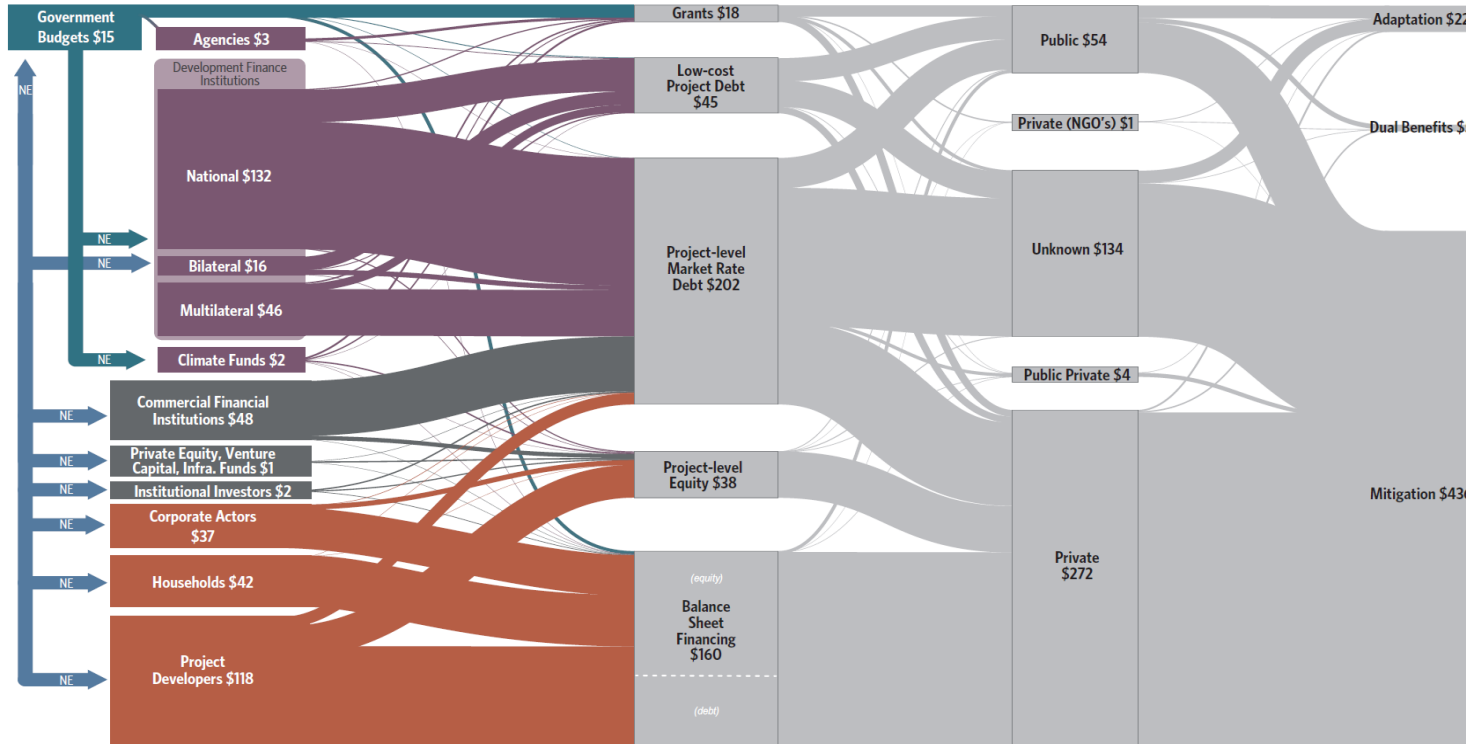 Government
Budgets $15
Agencies $3
Development Finance
Institutions
National $132
Bilateral $16
Multilateral $46
Climate Funds $2
Commercial Financial
Institutions $48
Private Equity, Venture
Capital, Infra. Funds $1
Institutional Investors $2
Corporate Actors
$37
Households $42
Project
Developers $118
NE
NE
NE
NE
NE
NE
NE
NE
NE
NE
Grants $18
Low-cost
Project Debt
$45
Project-level
Market Rate
Debt $202
Project-level
Equity $38
(equity)
Balance
Sheet
Financing
$160
(debt)
Public $54
Private (NGO's) $1
Unknown $134
Public Private $4
Private
$272
Adaptation $22
Dual Benefits $
Mitigation $436